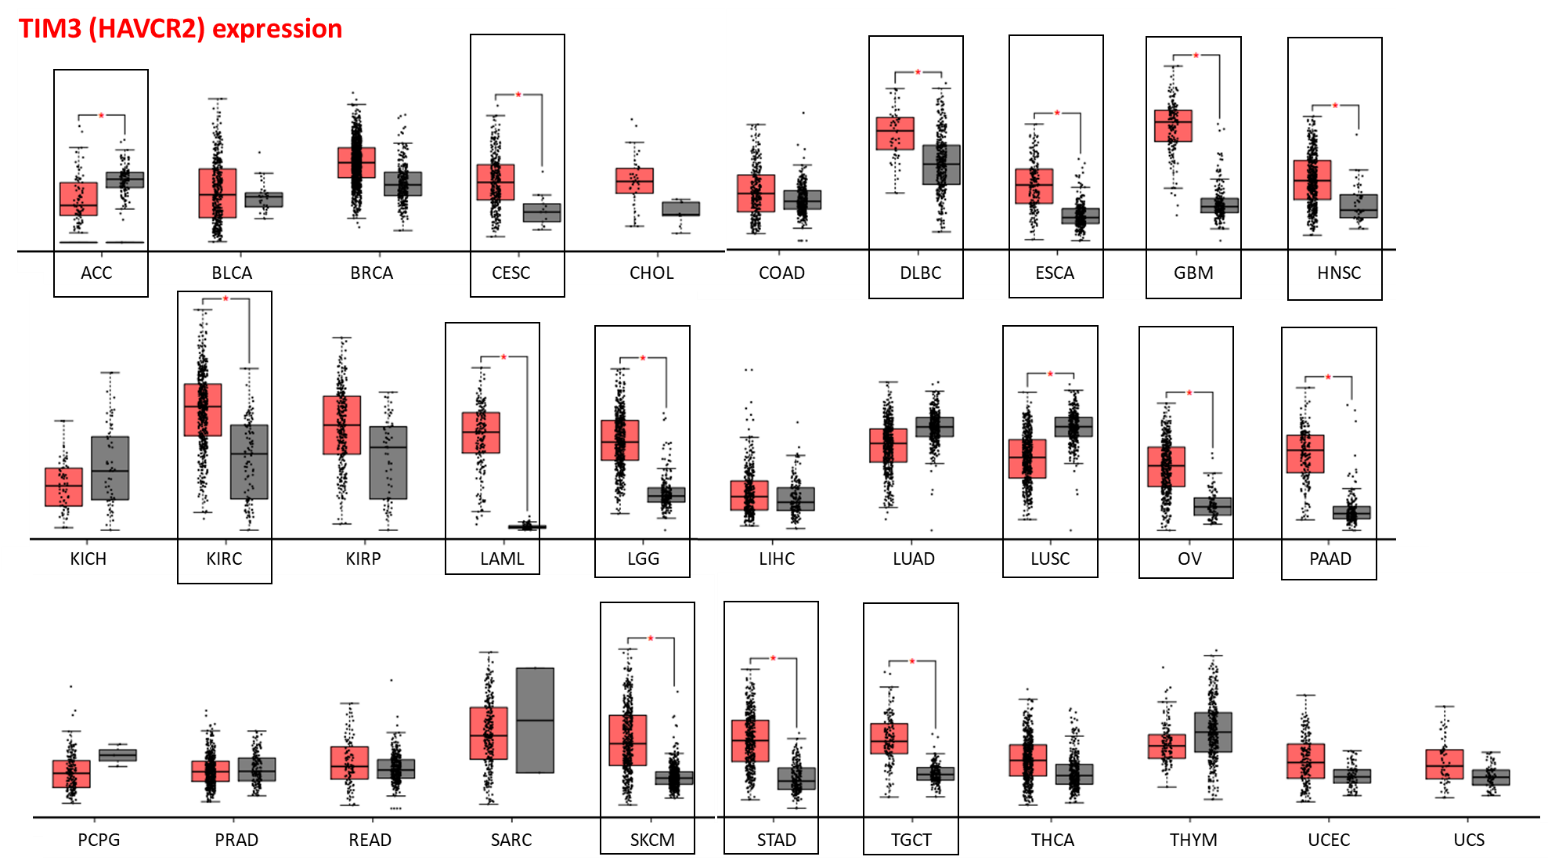 TIM3 (HAVCR2) expression
* * * * * *
ACC BLCA BRCA CESC CHOL COAD DLBC ESCA GBM HNSC
* * * * * *
KICH KIRC KIRP LAML LGG LIHC LUAD LUSC OV PAAD
* * *
PCPG PRAD READ SARC SKCM STAD TGCT THCA THYM UCEC UCS